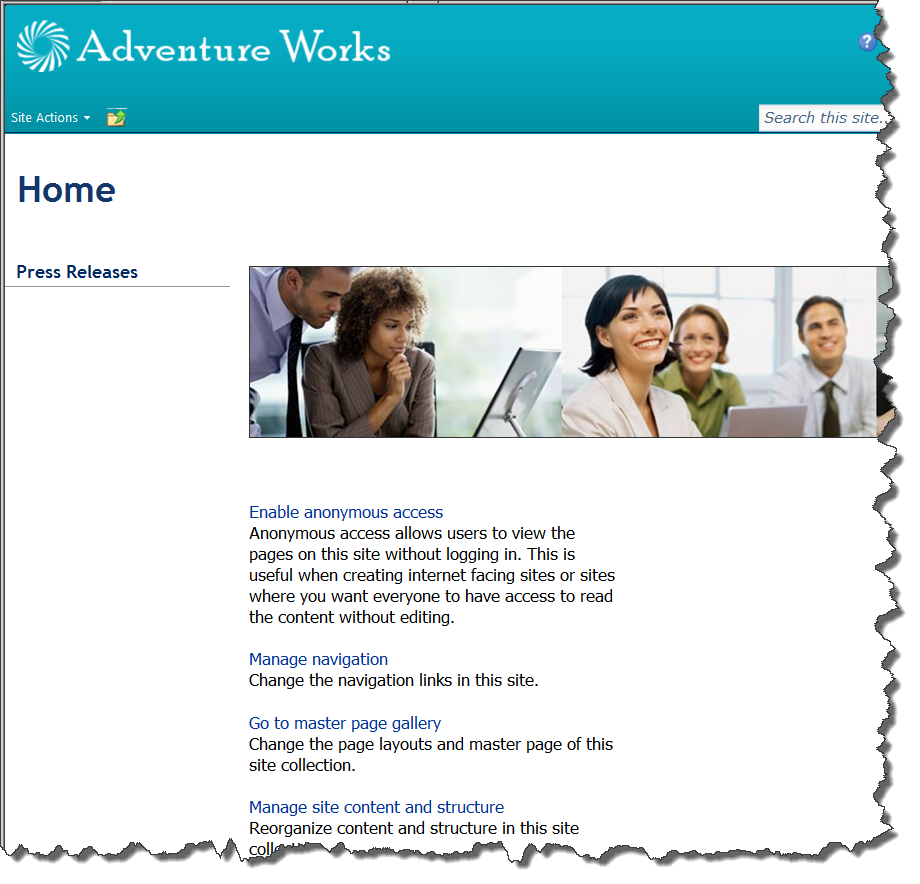 Adventure Works
Site Actions
Search this site...
Home
Press Releases
Enable anonymous access
Anonymous access allows users to view the
pages on this site without logging in. This is
useful when creating internet facing sites or sites
where you want everyone to have access to read
the content without editing.
Manage navigation
Change the navigation links in this site.
Go to master page gallery
Change the page layouts and master page of this
site collection.
Manage site content and structure
Reorganize content and structure in this site